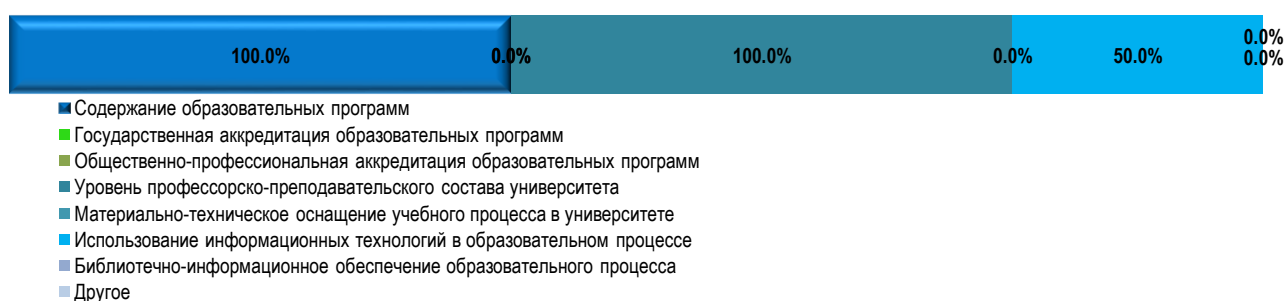 0.0%
100.0% 0.0% 100.0% 0.0% 50.0% 0.0%
Содержание образовательных программ
Государственная аккредитация образовательных программ
Общественно-профессиональная аккредитация образовательных программ
Уровень профессорско-преподавательского состава университета
Материально-техническое оснащение учебного процесса в университете
Использование информационных технологий в образовательном процессе
Библиотечно-информационное обеспечение образовательного процесса
Другое